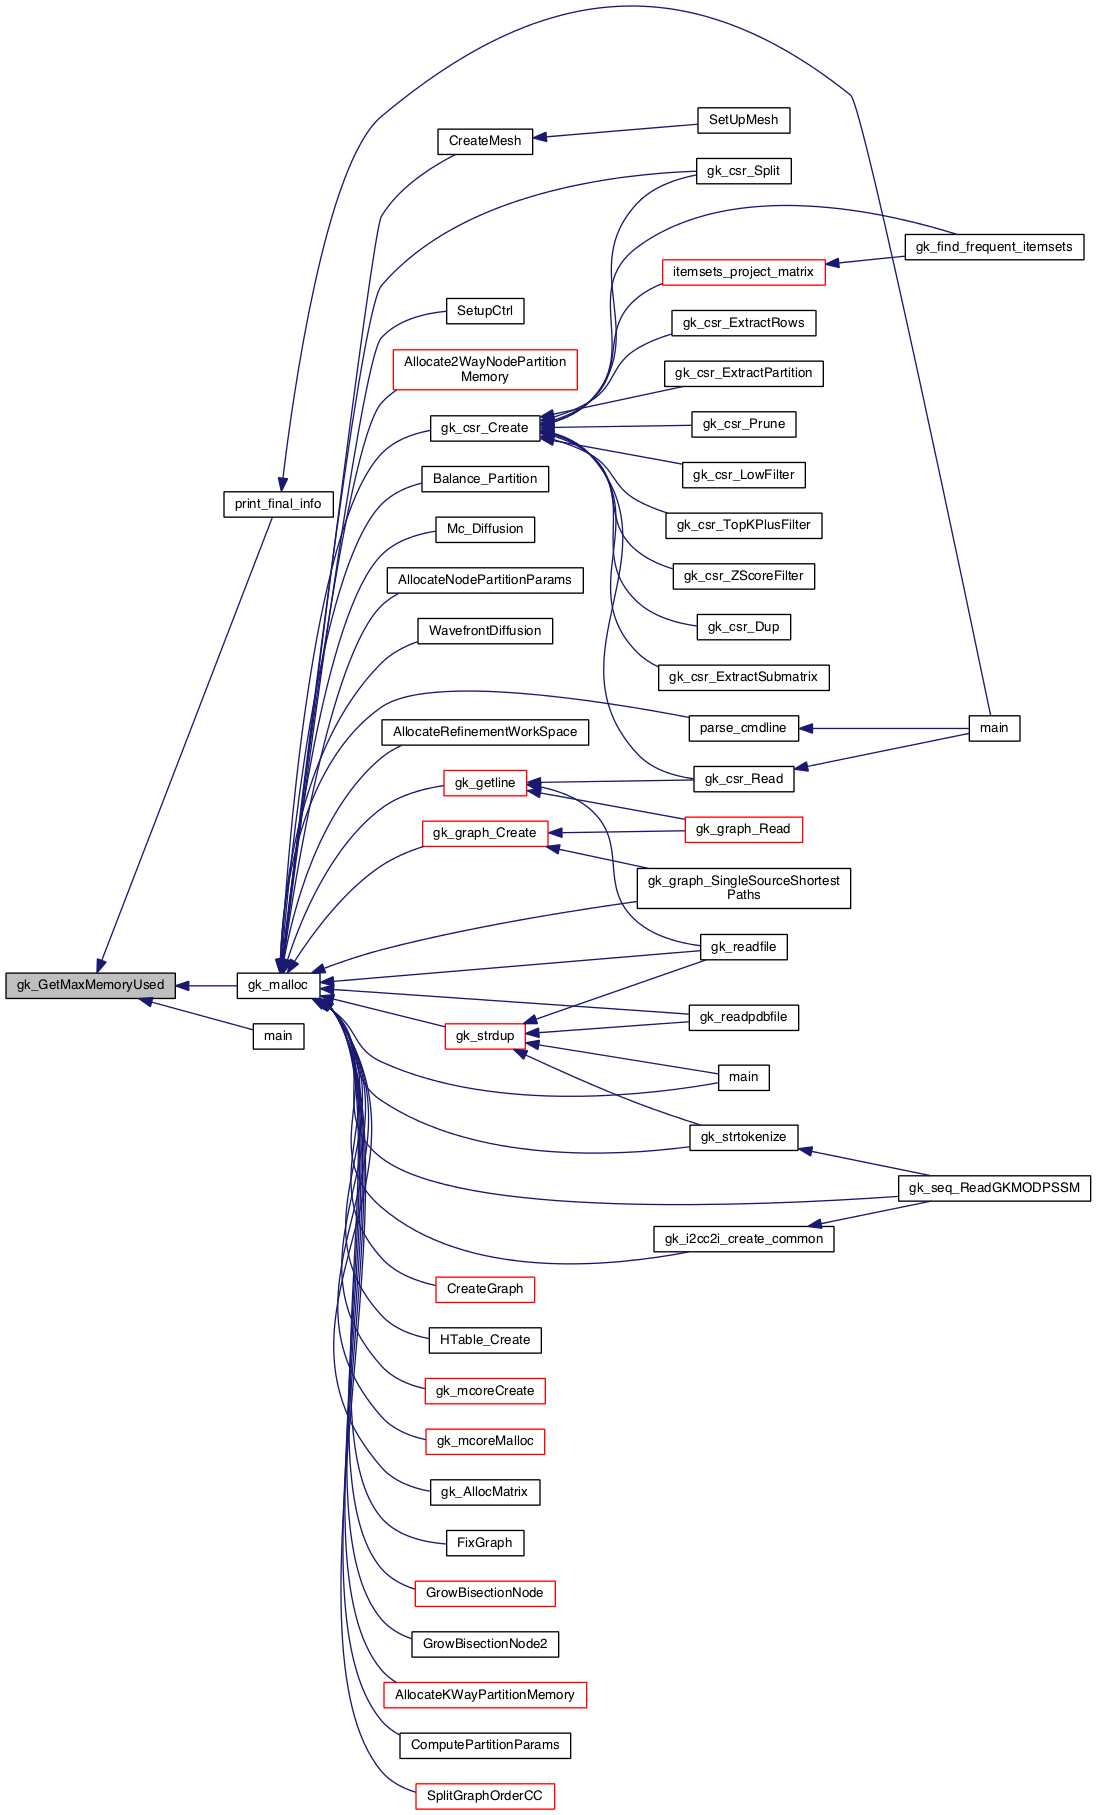 SetUpMesh
CreateMesh
gk_csr_Split
gk_find_frequent_itemsets
itemsets_project_matrix
SetupCtrl
gk_csr_ExtractRows
Allocate2WayNodePartition
Memory
gk_csr_ExtractPartition
gk_csr_Create
gk_csr_Prune
Balance_Partition
gk_csr_LowFilter
print_final_info
Mc_Diffusion
gk_csr_TopKPlusFilter
AllocateNodePartitionParams
gk_csr_ZScoreFilter
WavefrontDiffusion
gk_csr_Dup
gk_csr_ExtractSubmatrix
parse_cmdline
main
AllocateRefinementWorkSpace
gk_getline
gk_csr_Read
gk_graph_Create
gk_graph_Read
gk_graph_SingleSourceShortest
Paths
gk_readfile
gk_GetMaxMemoryUsed
gk_malloc
gk_readpdbfile
main
gk_strdup
main
gk_strtokenize
gk_seq_ReadGKMODPSSM
gk_i2cc2i_create_common
CreateGraph
HTable_Create
gk_mcoreCreate
gk_mcoreMalloc
gk_AllocMatrix
FixGraph
GrowBisectionNode
GrowBisectionNode2
AllocateKWayPartitionMemory
ComputePartitionParams
SplitGraphOrderCC